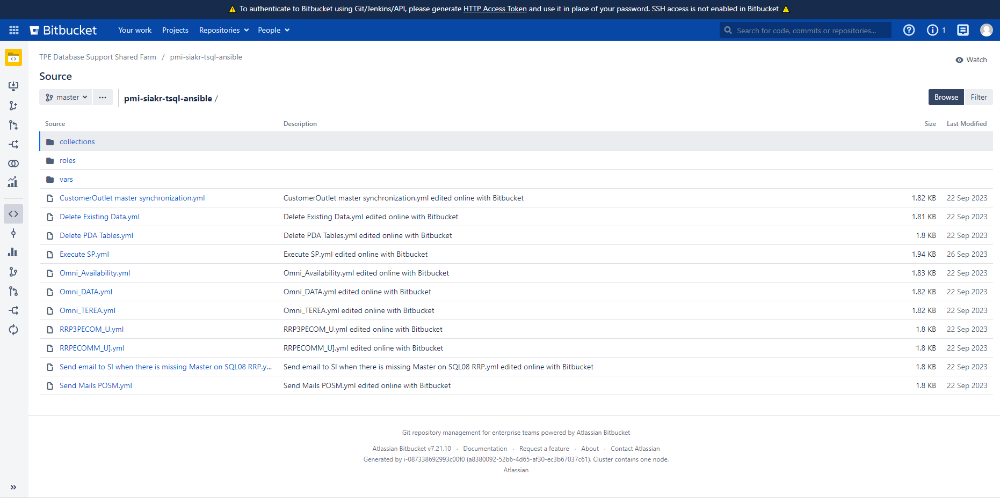 To authenticate to Bitbucket using Git/Jenkins/API, please generate HTTP Access Token and use it in place of your password. SSH access is not enabled in Bitbucket
Bitbucket Your work Projects Repositories People Search for code, commits or repositories... 1
TPE Database Support Shared Farm / pmi-siakr-tsql-ansible
Watch
Source
master ... pmi-siakr-tsql-ansible / Browse Filter
Source Description Size Last Modified
collections
roles
vars
CustomerOutlet master synchronization.yml CustomerOutlet master synchronization.yml edited online with Bitbucket 1.82 KB 22 Sep 2023
Delete Existing Data.yml Delete Existing Data.yml edited online with Bitbucket 1.81 KB 22 Sep 2023
Delete PDA Tables.yml Delete PDA Tables.yml edited online with Bitbucket 1.8 KB 22 Sep 2023
Execute SP.yml Execute SP.yml edited online with Bitbucket 1.94 KB 26 Sep 2023
Omni_Availability.yml Omni_Availability.yml edited online with Bitbucket 1.83 KB 22 Sep 2023
Omni_DATA.yml Omni_DATA.yml edited online with Bitbucket 1.82 KB 22 Sep 2023
Omni_TEREA.yml Omni_TEREA.yml edited online with Bitbucket 1.82 KB 22 Sep 2023
RRP3PECOM_U.yml RRP3PECOM_U.yml edited online with Bitbucket 1.8 KB 22 Sep 2023
RRPECOMM_U].yml RRPECOMM_U].yml edited online with Bitbucket 1.8 KB 22 Sep 2023
Send email to SI when there is missing Master on SQL08 RRP.y... Send email to SI when there is missing Master on SQL08 RRP.yml edited online with Bitbucket 1.8 KB 22 Sep 2023
Send Mails POSM.yml Send Mails POSM.yml edited online with Bitbucket 1.8 KB 22 Sep 2023
Git repository management for enterprise teams powered by Atlassian Bitbucket
Atlassian Bitbucket v7.21.10 · Documentation · Request a feature · About · Contact Atlassian
Generated by i-087338692993c00f0 (a8380092-52b6-4d65-af30-ec3b67037c61). Cluster contains one node.
Atlassian